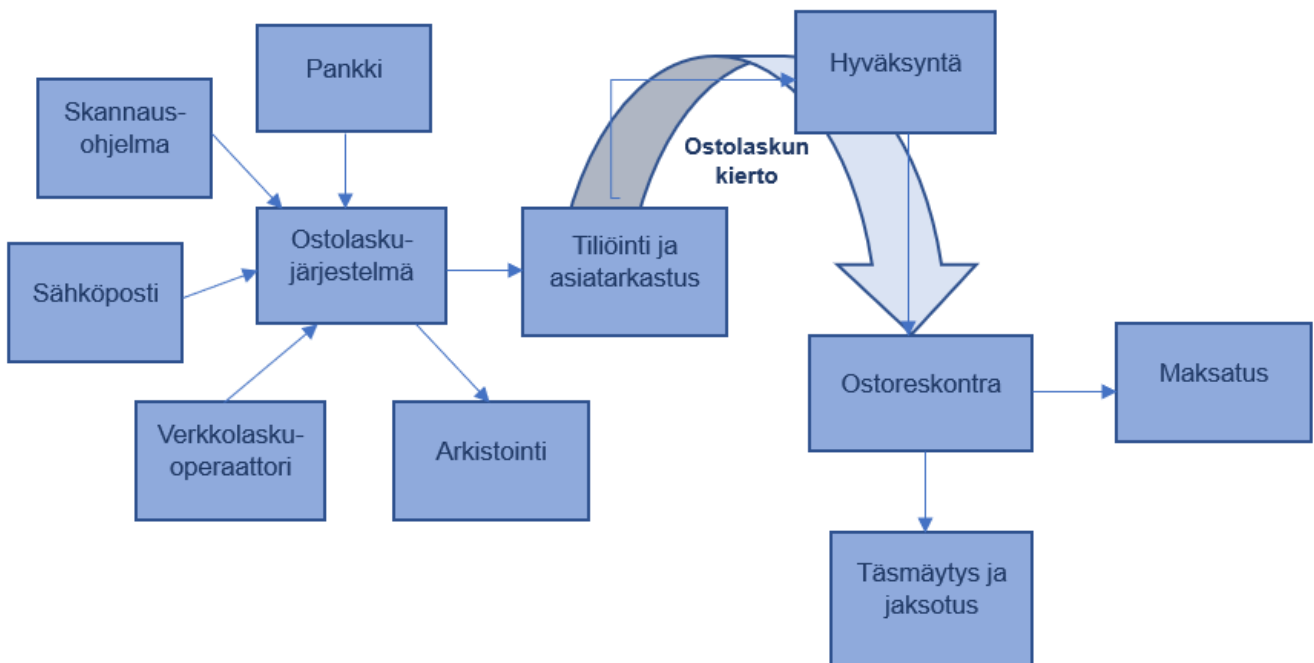 Pankki
Hyväksyntä
Skannaus-
ohjelma
Ostolaskun
kierto
Ostolasku-
järjestelmä
Tiliöinti ja
asiatarkastus
Sähköposti
Ostoreskontra
Maksatus
Verkkolasku-
operaattori
Arkistointi
Täsmäytys ja
jaksotus